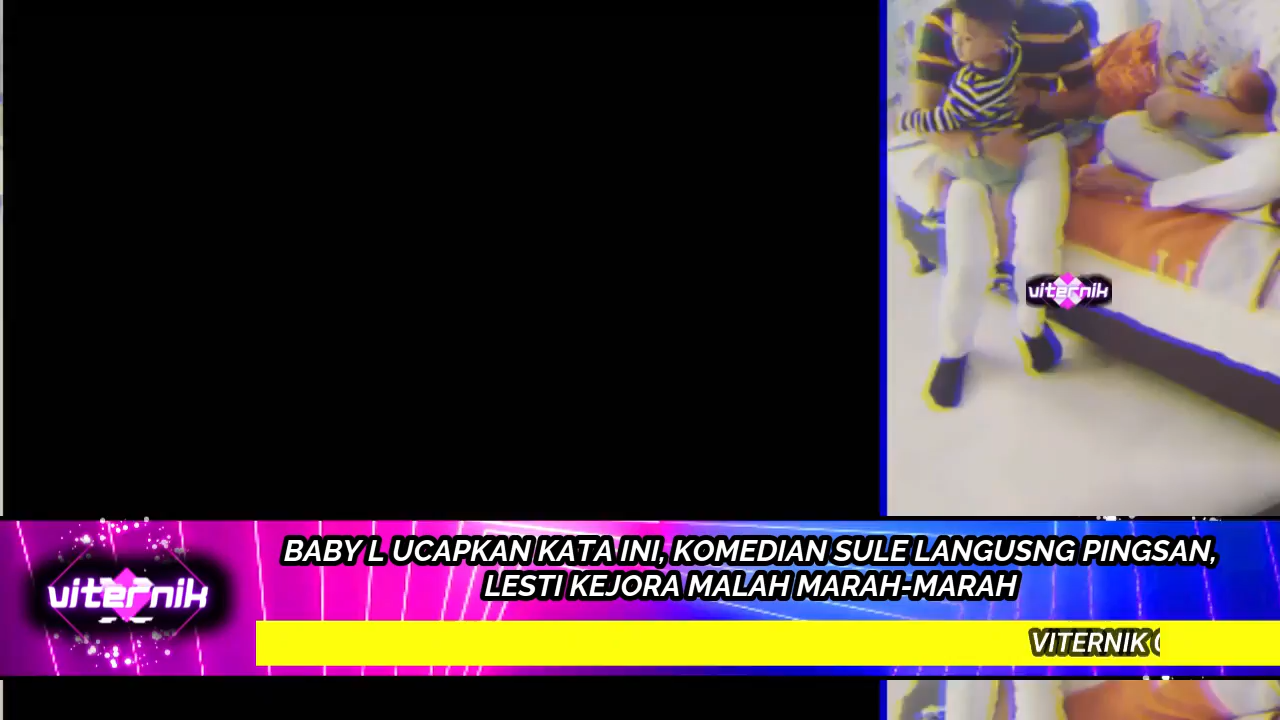 viternik
BABY L UCAPKAN KATA INI, KOMEDIAN SULE LANGUSNG PINGSAN,
LESTI KEJORA MALAH MARAH-MARAH
viternik
VITERNIK